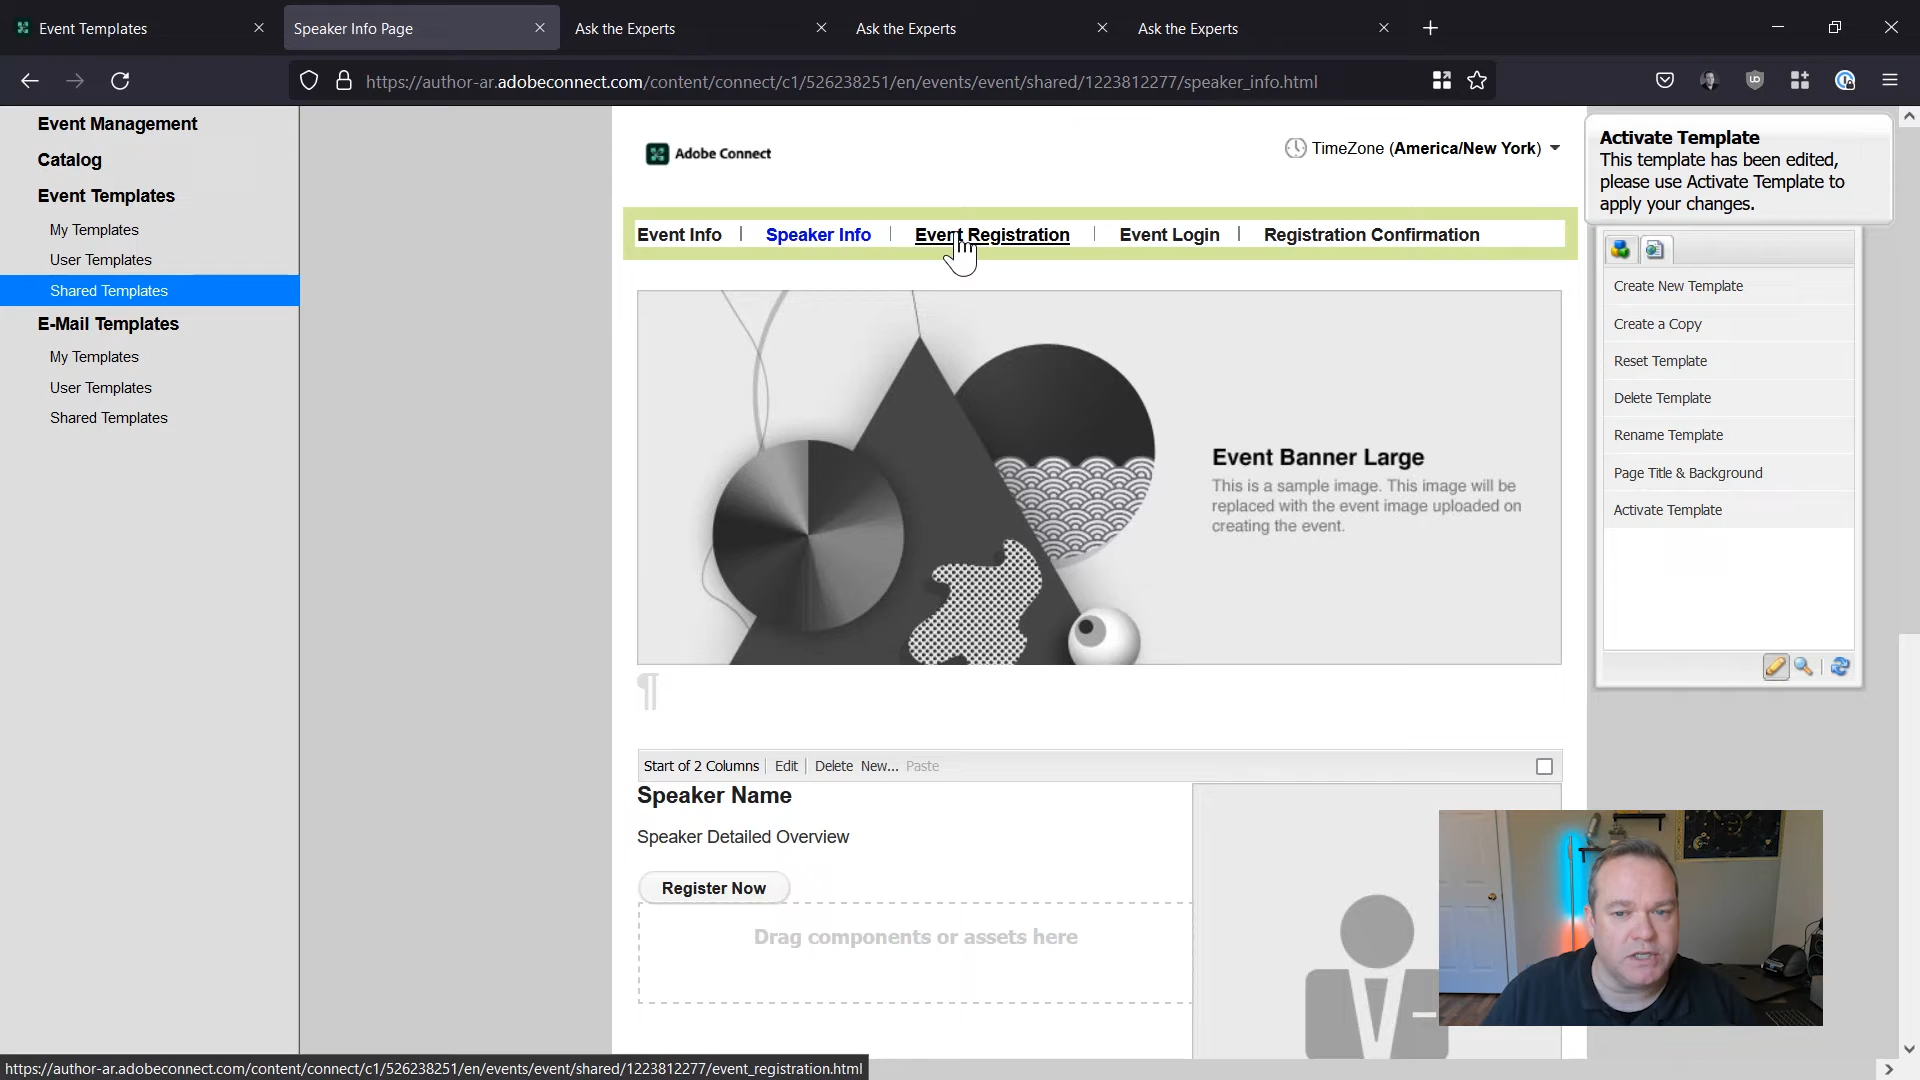 Event Templates
Speaker Info Page
Ask the Experts
Ask the Experts
Ask the Experts
https://author-ar.adobeconnect.com/content/connect/c1/526238251/en/events/event/shared/1223812277/speaker_info.html
Event Management
Catalog
Event Templates
My Templates
User Templates
Shared Templates
E-Mail Templates
My Templates
User Templates
Shared Templates
Adobe Connect
TimeZone (America/New York)
Event Info | Speaker Info | Event Registration | Event Login | Registration Confirmation
Event Banner Large
This is a sample image. This image will be
replaced with the event image uploaded on
creating the event.
¶
Start of 2 Columns | Edit | Delete New... Paste
Speaker Name
Speaker Detailed Overview
Register Now
Drag components or assets here
Activate Template
This template has been edited,
please use Activate Template to
apply your changes.
Create New Template
Create a Copy
Reset Template
Delete Template
Rename Template
Page Title & Background
Activate Template
https://author-ar.adobeconnect.com/content/connect/c1/526238251/en/events/event/shared/1223812277/event_registration.html